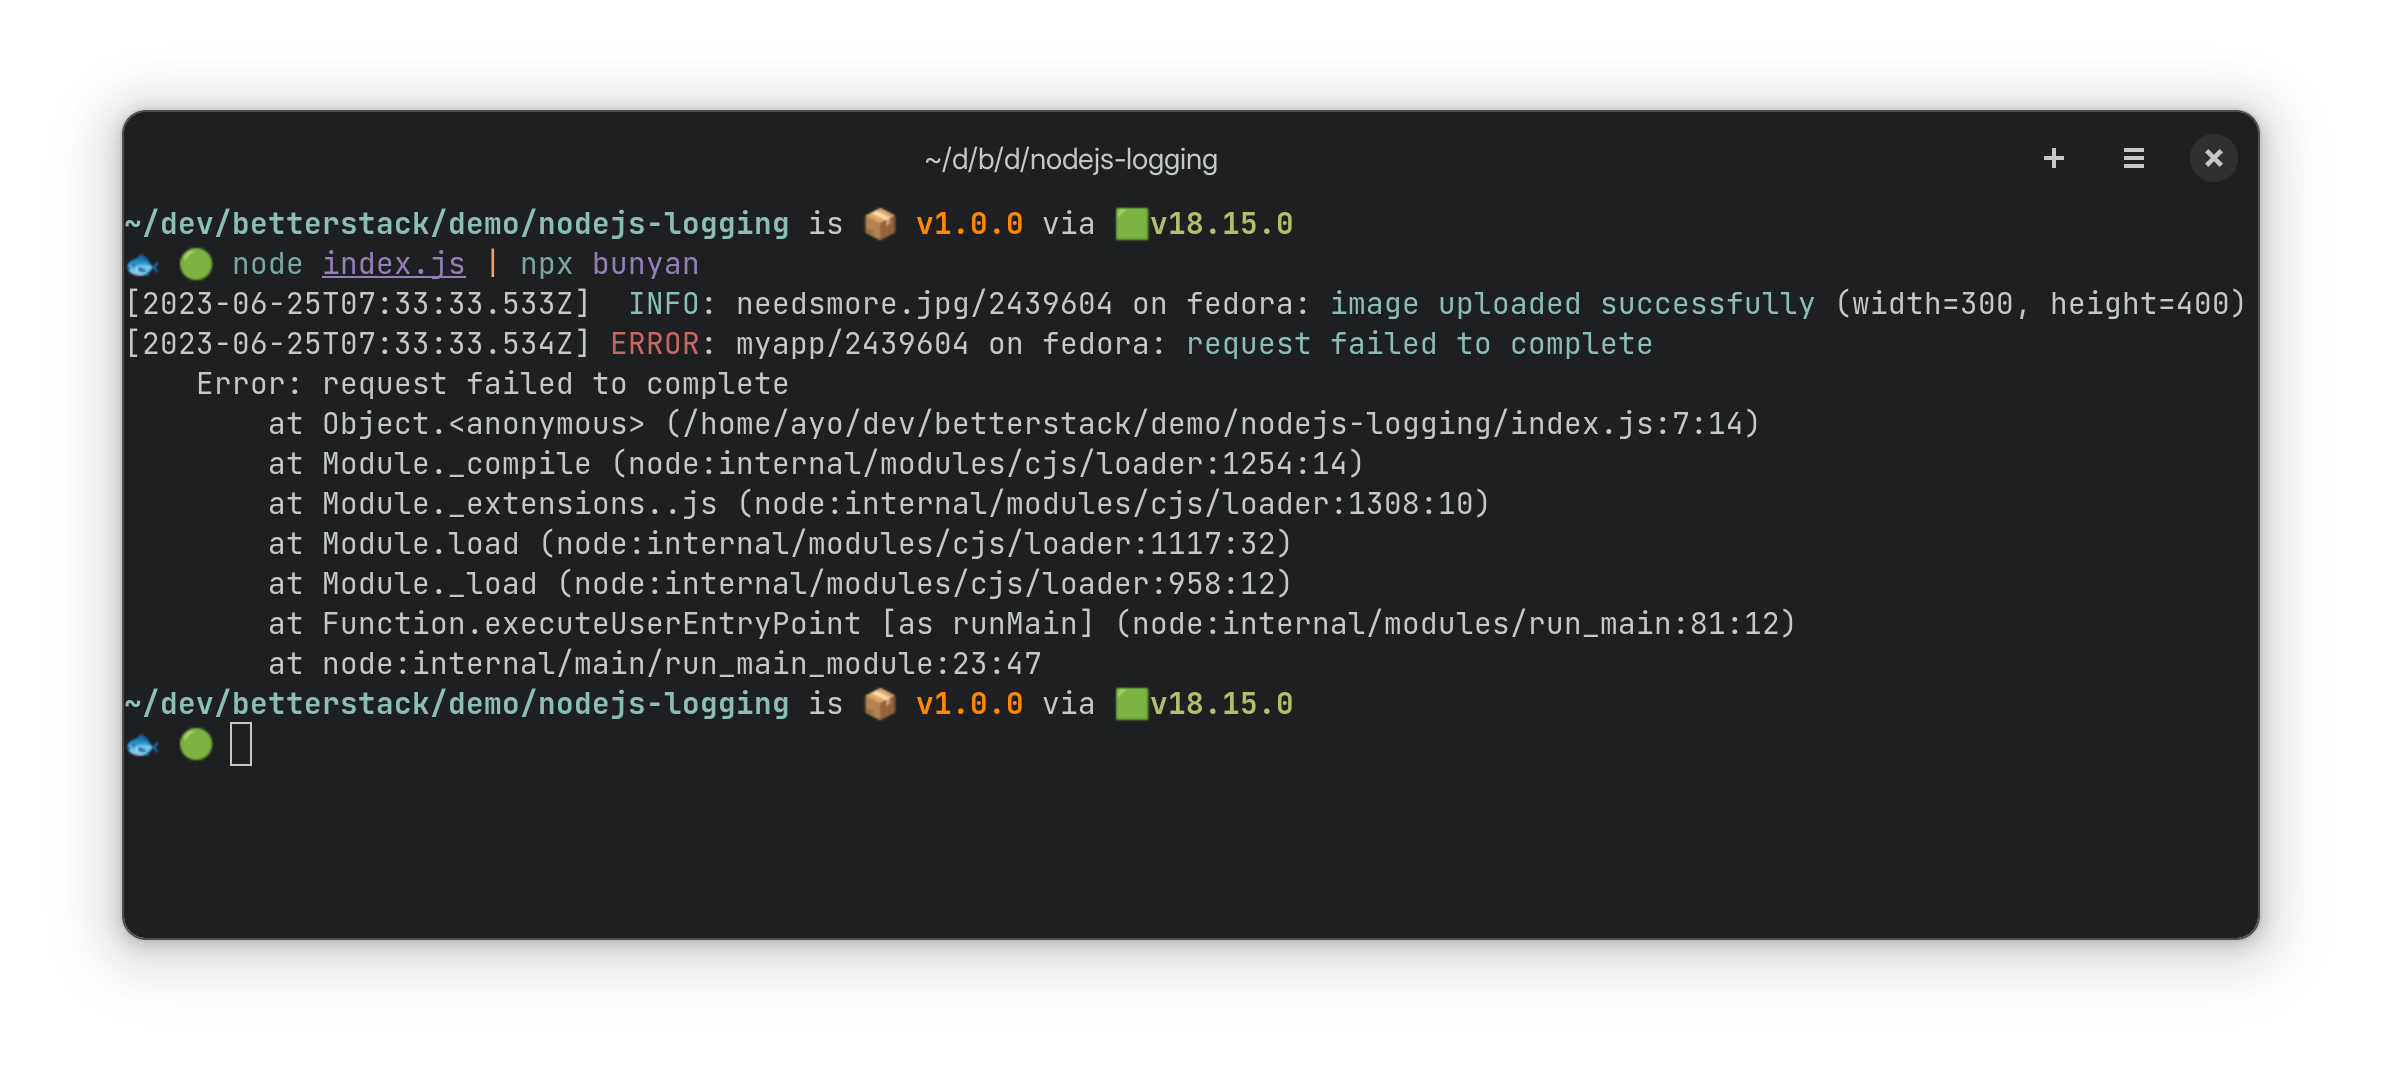 ~/d/b/d/nodejs-logging
~/dev/betterstack/demo/nodejs-logging is 📦 v1.0.0 via 🟩v18.15.0
🐟 🟢 node index.js | npx bunyan
[2023-06-25T07:33:33.533Z]  INFO: needsmore.jpg/2439604 on fedora: image uploaded successfully (width=300, height=400)
[2023-06-25T07:33:33.534Z] ERROR: myapp/2439604 on fedora: request failed to complete
    Error: request failed to complete
        at Object.<anonymous> (/home/ayo/dev/betterstack/demo/nodejs-logging/index.js:7:14)
        at Module._compile (node:internal/modules/cjs/loader:1254:14)
        at Module._extensions..js (node:internal/modules/cjs/loader:1308:10)
        at Module.load (node:internal/modules/cjs/loader:1117:32)
        at Module._load (node:internal/modules/cjs/loader:958:12)
        at Function.executeUserEntryPoint [as runMain] (node:internal/modules/run_main:81:12)
        at node:internal/main/run_main_module:23:47
~/dev/betterstack/demo/nodejs-logging is 📦 v1.0.0 via 🟩v18.15.0
🐟 🟢